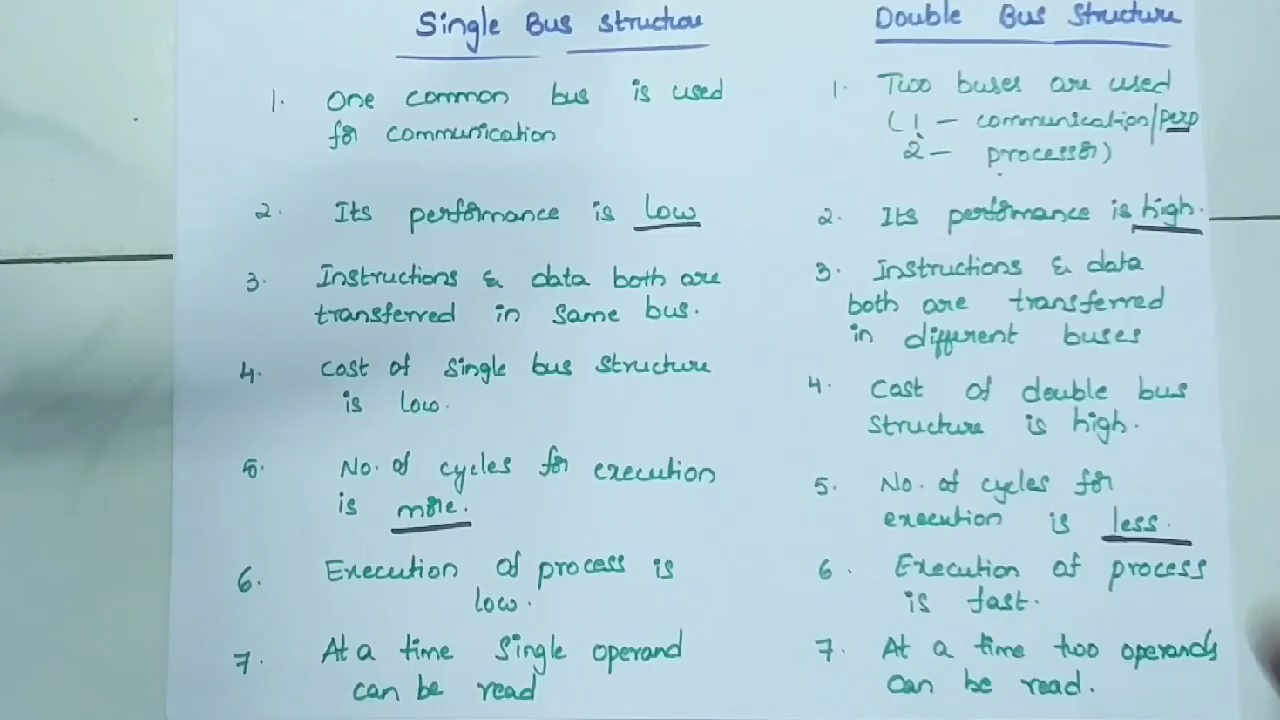 Single Bus structure
1. One common bus is used
for communication
2. Its performance is low
3. Instructions & data both are
transferred in same bus.
4. Cost of Single bus structure
is low.
5. No. of cycles for execution
is more.
6. Execution of process is
low.
7. At a time Single operand
can be read
Double Bus Structure
1. Two buses are used
(1 - communication/perp
2 - processor)
2. Its performance is high.
3. Instructions & data
both are transferred
in different buses
4. Cost of double bus
structure is high.
5. No. of cycles for
execution is less.
6. Execution of process
is fast.
7. At a time two operands
can be read.